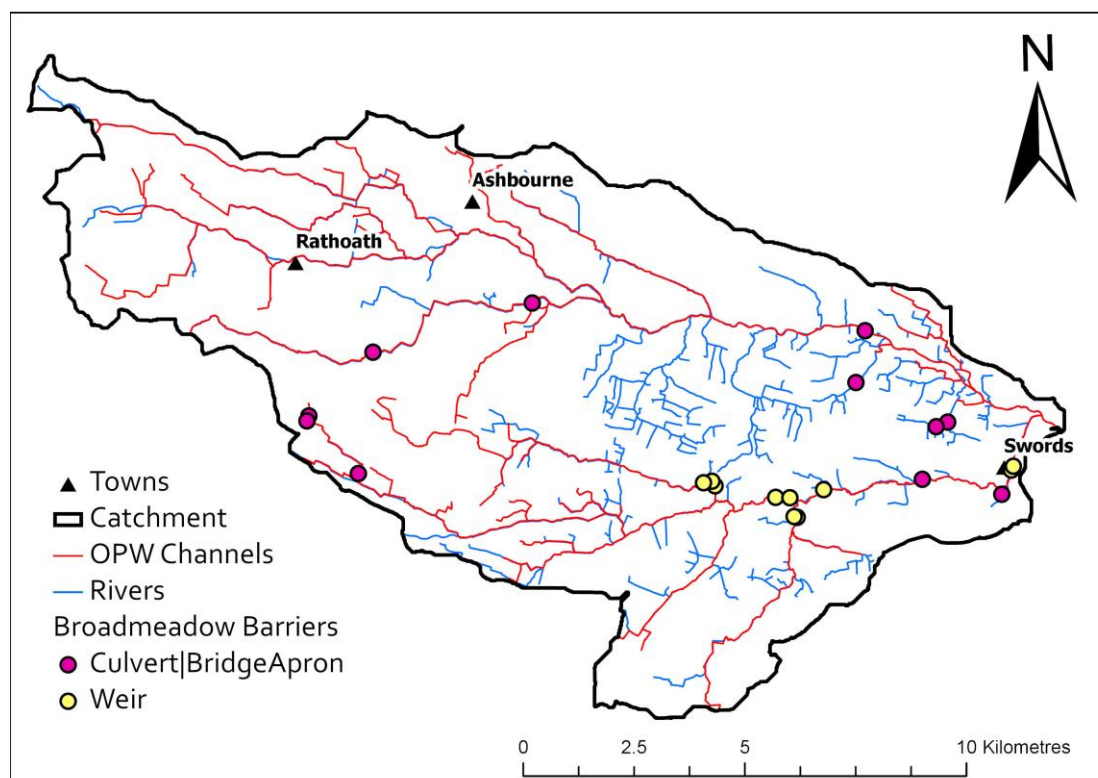 N
Ashbourne
Rathoath
Swords
Towns
Catchment
OPW Channels
Rivers
Broadmeadow Barriers
Culvert|BridgeApron
Weir
0 2.5 5 10 Kilometres